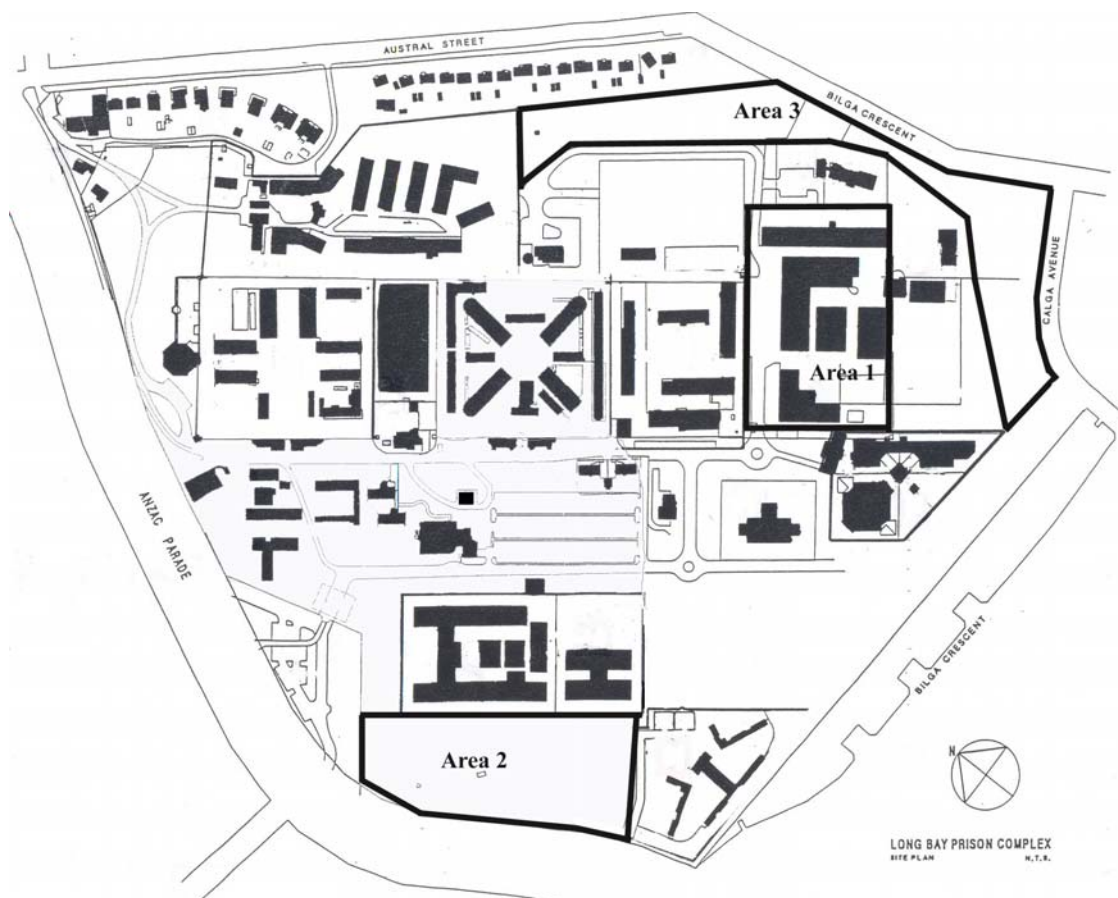 AUSTRAL STREET
Area 3
BILGA CRESCENT
CALGA AVENUE
Area 1
ANZAC PARADE
BILGA CRESCENT
Area 2
N
LONG BAY PRISON COMPLEX
SITE PLAN N.T.S.